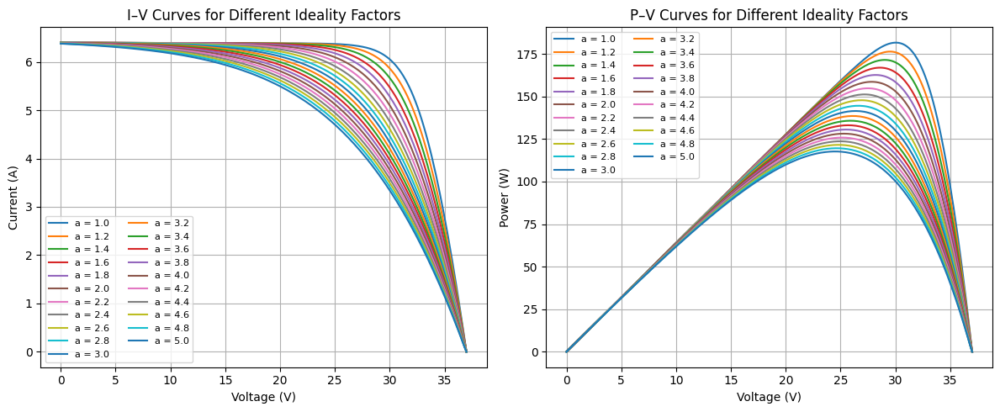 I–V Curves for Different Ideality Factors
Current (A)
6
5
4
3
2
1
0
a = 1.0
a = 1.2
a = 1.4
a = 1.6
a = 1.8
a = 2.0
a = 2.2
a = 2.4
a = 2.6
a = 2.8
a = 3.0
a = 3.2
a = 3.4
a = 3.6
a = 3.8
a = 4.0
a = 4.2
a = 4.4
a = 4.6
a = 4.8
a = 5.0
0 5 10 15 20 25 30 35
Voltage (V)
P–V Curves for Different Ideality Factors
Power (W)
175
150
125
100
75
50
25
0
a = 1.0
a = 1.2
a = 1.4
a = 1.6
a = 1.8
a = 2.0
a = 2.2
a = 2.4
a = 2.6
a = 2.8
a = 3.0
a = 3.2
a = 3.4
a = 3.6
a = 3.8
a = 4.0
a = 4.2
a = 4.4
a = 4.6
a = 4.8
a = 5.0
0 5 10 15 20 25 30 35
Voltage (V)